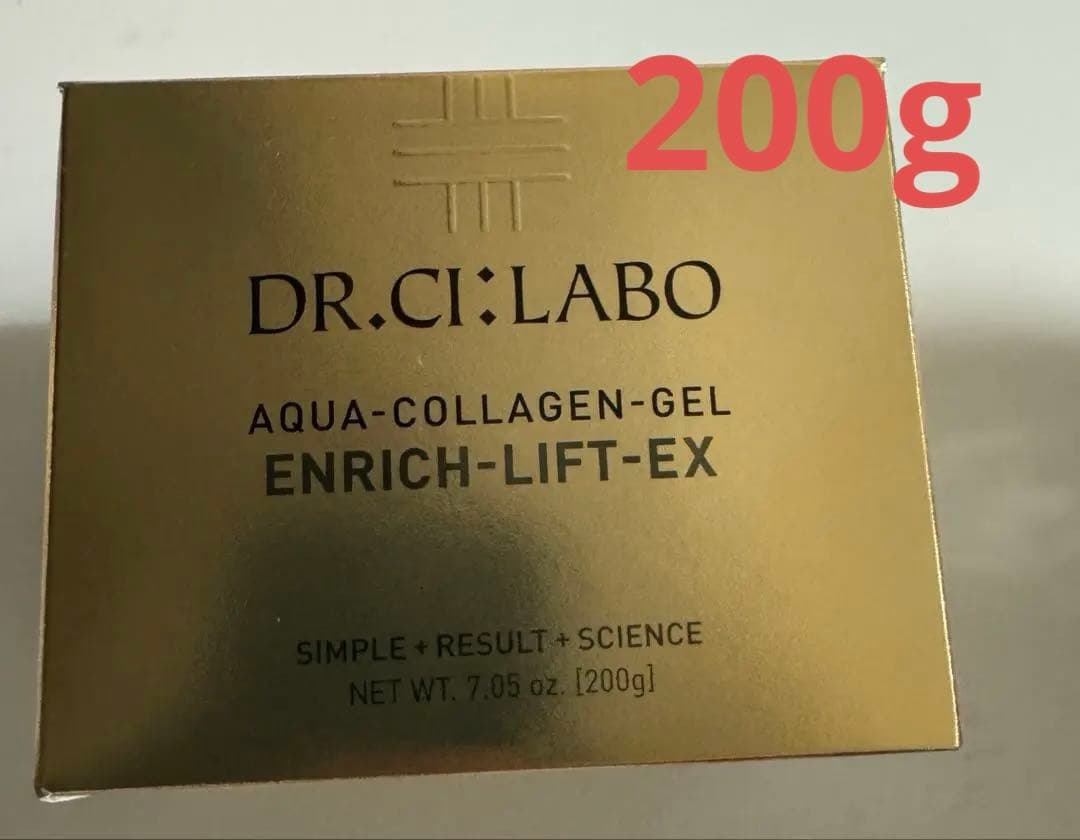 200g
DR.CI:LABO
AQUA-COLLAGEN-GEL
ENRICH-LIFT-EX
SIMPLE + RESULT + SCIENCE
NET WT. 7.05 oz. [200g]